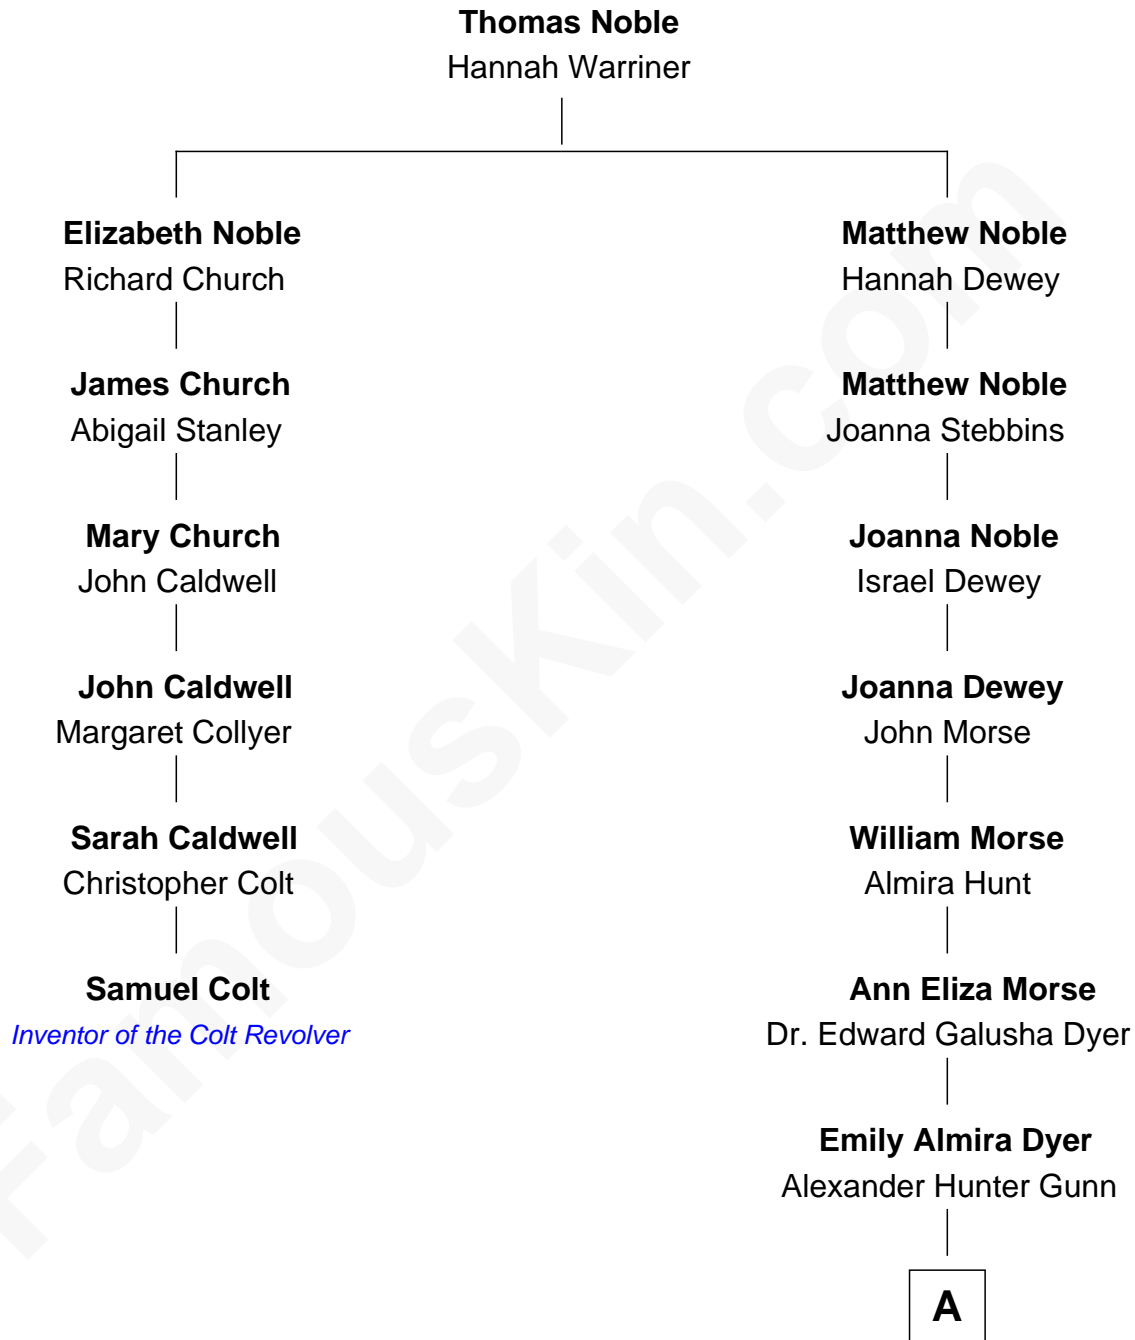 Thomas Noble
Hannah Warriner
Elizabeth Noble
Richard Church
James Church
Abigail Stanley
Mary Church
John Caldwell
John Caldwell
Margaret Collyer
Sarah Caldwell
Christopher Colt
Samuel Colt
Inventor of the Colt Revolver
Matthew Noble
Hannah Dewey
Matthew Noble
Joanna Stebbins
Joanna Noble
Israel Dewey
Joanna Dewey
John Morse
William Morse
Almira Hunt
Ann Eliza Morse
Dr. Edward Galusha Dyer
Emily Almira Dyer
Alexander Hunter Gunn
A
FamousKin.com